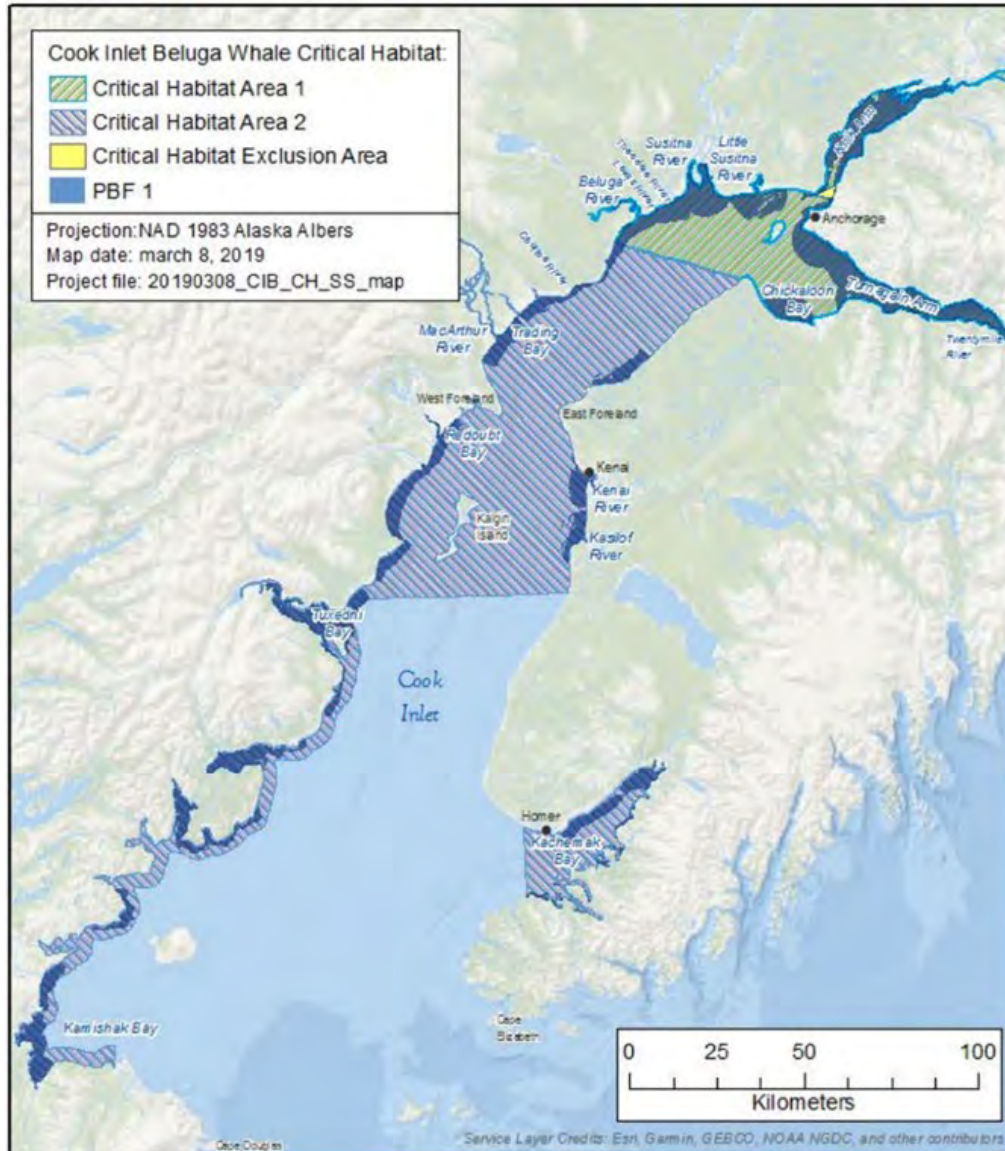 Cook Inlet Beluga Whale Critical Habitat:
Critical Habitat Area 1
Critical Habitat Area 2
Critical Habitat Exclusion Area
PBF 1
Projection:NAD 1983 Alaska Albers
Map date: march 8, 2019
Project file: 20190308_CIB_CH_SS_map
Susitna
River
Little
Susitna
River
Beluga
River
Anchorage
Chickaloon
Bay
Turnagain Arm
Twentymile
River
MacArthur
River
Trading
Bay
West Foreland
East Foreland
Redoubt
Bay
Kenai
Kenai
River
Kalgin
Island
Kasilof
River
Tuxedni
Bay
Cook
Inlet
Homer
Kachemak
Bay
Kamishak Bay
Cape
Elizabeth
Cape Douglas
0 25 50 100
Kilometers
Service Layer Credits: Esri, Garmin, GEBCO, NOAA NGDC, and other contributors